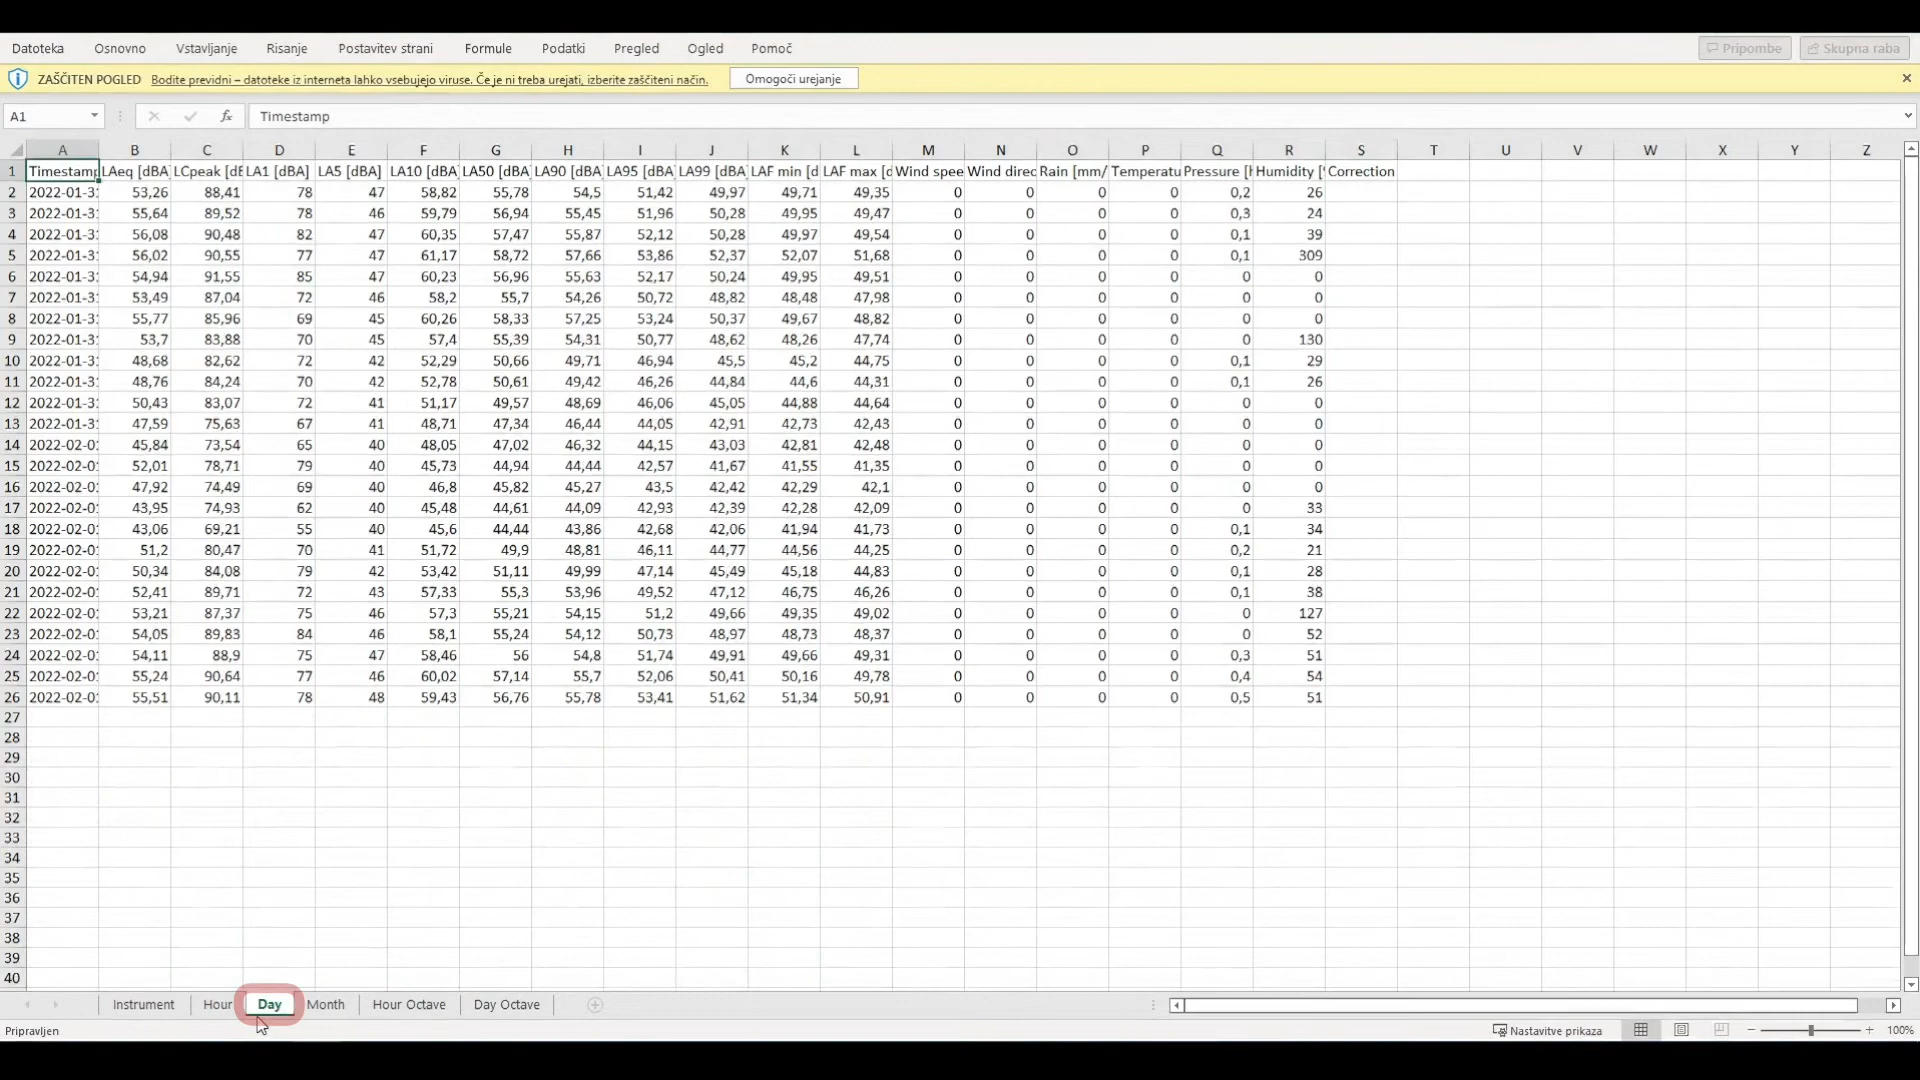 Datoteka Osnovno Vstavljanje Risanje Postavitev strani Formule Podatki Pregled Ogled Pomoč Pripombe Skupna raba
ZAŠČITEN POGLED Bodite previdni – datoteke iz interneta lahko vsebujejo viruse. Če je ni treba urejati, izberite zaščiteni način. Omogoči urejanje
A1 fx Timestamp
A B C D E F G H I J K L M N O P Q R S T U V W X Y Z
1 Timestamp LAeq [dBA] LCpeak [dB LA1 [dBA] LA5 [dBA] LA10 [dBA] LA50 [dBA] LA90 [dBA] LA95 [dBA] LA99 [dBA] LAF min [d LAF max [d Wind spee Wind direc Rain [mm/ Temperatu Pressure [h Humidity [% Correction
2 2022-01-31 53,26 88,41 78 47 58,82 55,78 54,5 51,42 49,97 49,71 49,35 0 0 0 0 0,2 26
3 2022-01-31 55,64 89,52 78 46 59,79 56,94 55,45 51,96 50,28 49,95 49,47 0 0 0 0 0,3 24
4 2022-01-31 56,08 90,48 82 47 60,35 57,47 55,87 52,12 50,28 49,97 49,54 0 0 0 0 0,1 39
5 2022-01-31 56,02 90,55 77 47 61,17 58,72 57,66 53,86 52,37 52,07 51,68 0 0 0 0 0,1 309
6 2022-01-31 54,94 91,55 85 47 60,23 56,96 55,63 52,17 50,24 49,95 49,51 0 0 0 0 0 0
7 2022-01-31 53,49 87,04 72 46 58,2 55,7 54,26 50,72 48,82 48,48 47,98 0 0 0 0 0 0
8 2022-01-31 55,77 85,96 69 45 60,26 58,33 57,25 53,24 50,37 49,67 48,82 0 0 0 0 0 0
9 2022-01-31 53,7 83,88 70 45 57,4 55,39 54,31 50,77 48,62 48,26 47,74 0 0 0 0 0 130
10 2022-01-31 48,68 82,62 72 42 52,29 50,66 49,71 46,94 45,5 45,2 44,75 0 0 0 0 0,1 29
11 2022-01-31 48,76 84,24 70 42 52,78 50,61 49,42 46,26 44,84 44,6 44,31 0 0 0 0 0,1 26
12 2022-01-31 50,43 83,07 72 41 51,17 49,57 48,69 46,06 45,05 44,88 44,64 0 0 0 0 0 0
13 2022-01-31 47,59 75,63 67 41 48,71 47,34 46,44 44,05 42,91 42,73 42,43 0 0 0 0 0 0
14 2022-02-01 45,84 73,54 65 40 48,05 47,02 46,32 44,15 43,03 42,81 42,48 0 0 0 0 0 0
15 2022-02-01 52,01 78,71 79 40 45,73 44,94 44,44 42,57 41,67 41,55 41,35 0 0 0 0 0 0
16 2022-02-01 47,92 74,49 69 40 46,8 45,82 45,27 43,5 42,42 42,29 42,1 0 0 0 0 0 0
17 2022-02-01 43,95 74,93 62 40 45,48 44,61 44,09 42,93 42,39 42,28 42,09 0 0 0 0 0 33
18 2022-02-01 43,06 69,21 55 40 45,6 44,44 43,86 42,68 42,06 41,94 41,73 0 0 0 0 0,1 34
19 2022-02-01 51,2 80,47 70 41 51,72 49,9 48,81 46,11 44,77 44,56 44,25 0 0 0 0 0,2 21
20 2022-02-01 50,34 84,08 79 42 53,42 51,11 49,99 47,14 45,49 45,18 44,83 0 0 0 0 0,1 28
21 2022-02-01 52,41 89,71 72 43 57,33 55,3 53,96 49,52 47,12 46,75 46,26 0 0 0 0 0,1 38
22 2022-02-01 53,21 87,37 75 46 57,3 55,21 54,15 51,2 49,66 49,35 49,02 0 0 0 0 0 127
23 2022-02-01 54,05 89,83 84 46 58,1 55,24 54,12 50,73 48,97 48,73 48,37 0 0 0 0 0 52
24 2022-02-01 54,11 88,9 75 47 58,46 56 54,8 51,74 49,91 49,66 49,31 0 0 0 0 0,3 51
25 2022-02-01 55,24 90,64 77 46 60,02 57,14 55,7 52,06 50,41 50,16 49,78 0 0 0 0 0,4 54
26 2022-02-01 55,51 90,11 78 48 59,43 56,76 55,78 53,41 51,62 51,34 50,91 0 0 0 0 0,5 51
27
28
29
30
31
32
33
34
35
36
37
38
39
40
Instrument Hour Day Month Hour Octave Day Octave
Pripravljen Nastavitve prikaza 100%